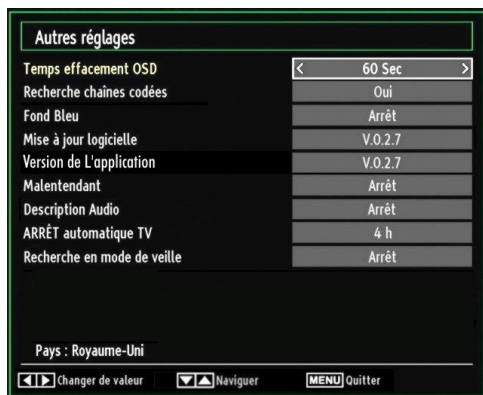 Autres réglages
Temps effacement OSD < 60 Sec >
Recherche chaînes codées Oui
Fond Bleu Arrêt
Mise à jour logicielle V.0.2.7
Version de L'application V.0.2.7
Malentendant Arrêt
Description Audio Arrêt
ARRÊT automatique TV 4 h
Recherche en mode de veille Arrêt
Pays : Royaume-Uni
Changer de valeur Naviguer MENU Quitter